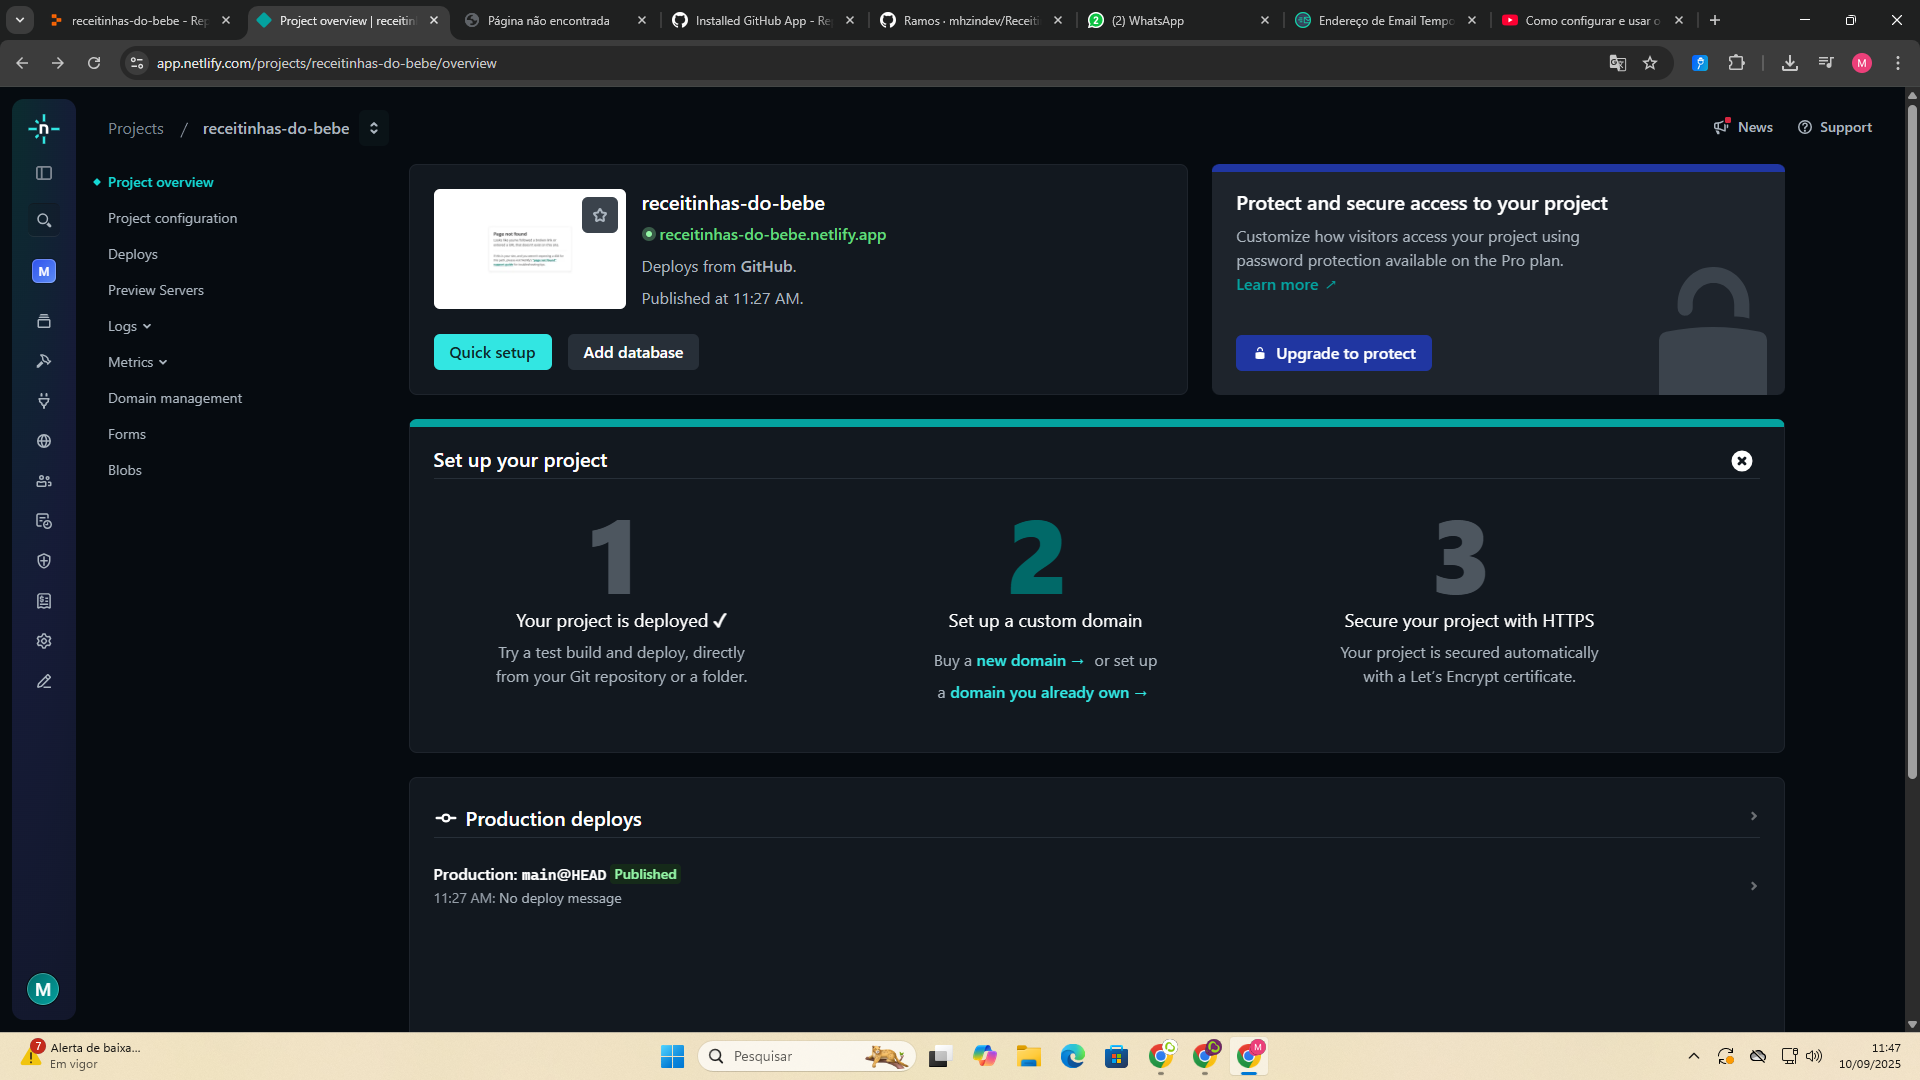 receitinhas-do-bebe - Rep
Project overview | receitinh
Página não encontrada
Installed GitHub App - Re
Ramos · mhzindev/Receiti
(2) WhatsApp
Endereço de Email Tempo
Como configurar e usar o
app.netlify.com/projects/receitinhas-do-bebe/overview
M
Projects / receitinhas-do-bebe
News
Support
Project overview
Project configuration
Deploys
Preview Servers
Logs
Metrics
Domain management
Forms
Blobs
M
M
Page not found
receitinhas-do-bebe
receitinhas-do-bebe.netlify.app
Deploys from GitHub.
Published at 11:27 AM.
Quick setup
Add database
Protect and secure access to your project
Customize how visitors access your project using
password protection available on the Pro plan.
Learn more ↗
Upgrade to protect
Set up your project
1
Your project is deployed ✓
Try a test build and deploy, directly
from your Git repository or a folder.
2
Set up a custom domain
Buy a new domain → or set up
a domain you already own →
3
Secure your project with HTTPS
Your project is secured automatically
with a Let’s Encrypt certificate.
Production deploys
Production: main@HEAD Published
11:27 AM: No deploy message
7
Alerta de baixa...
Em vigor
Pesquisar
M
11:47
10/09/2025